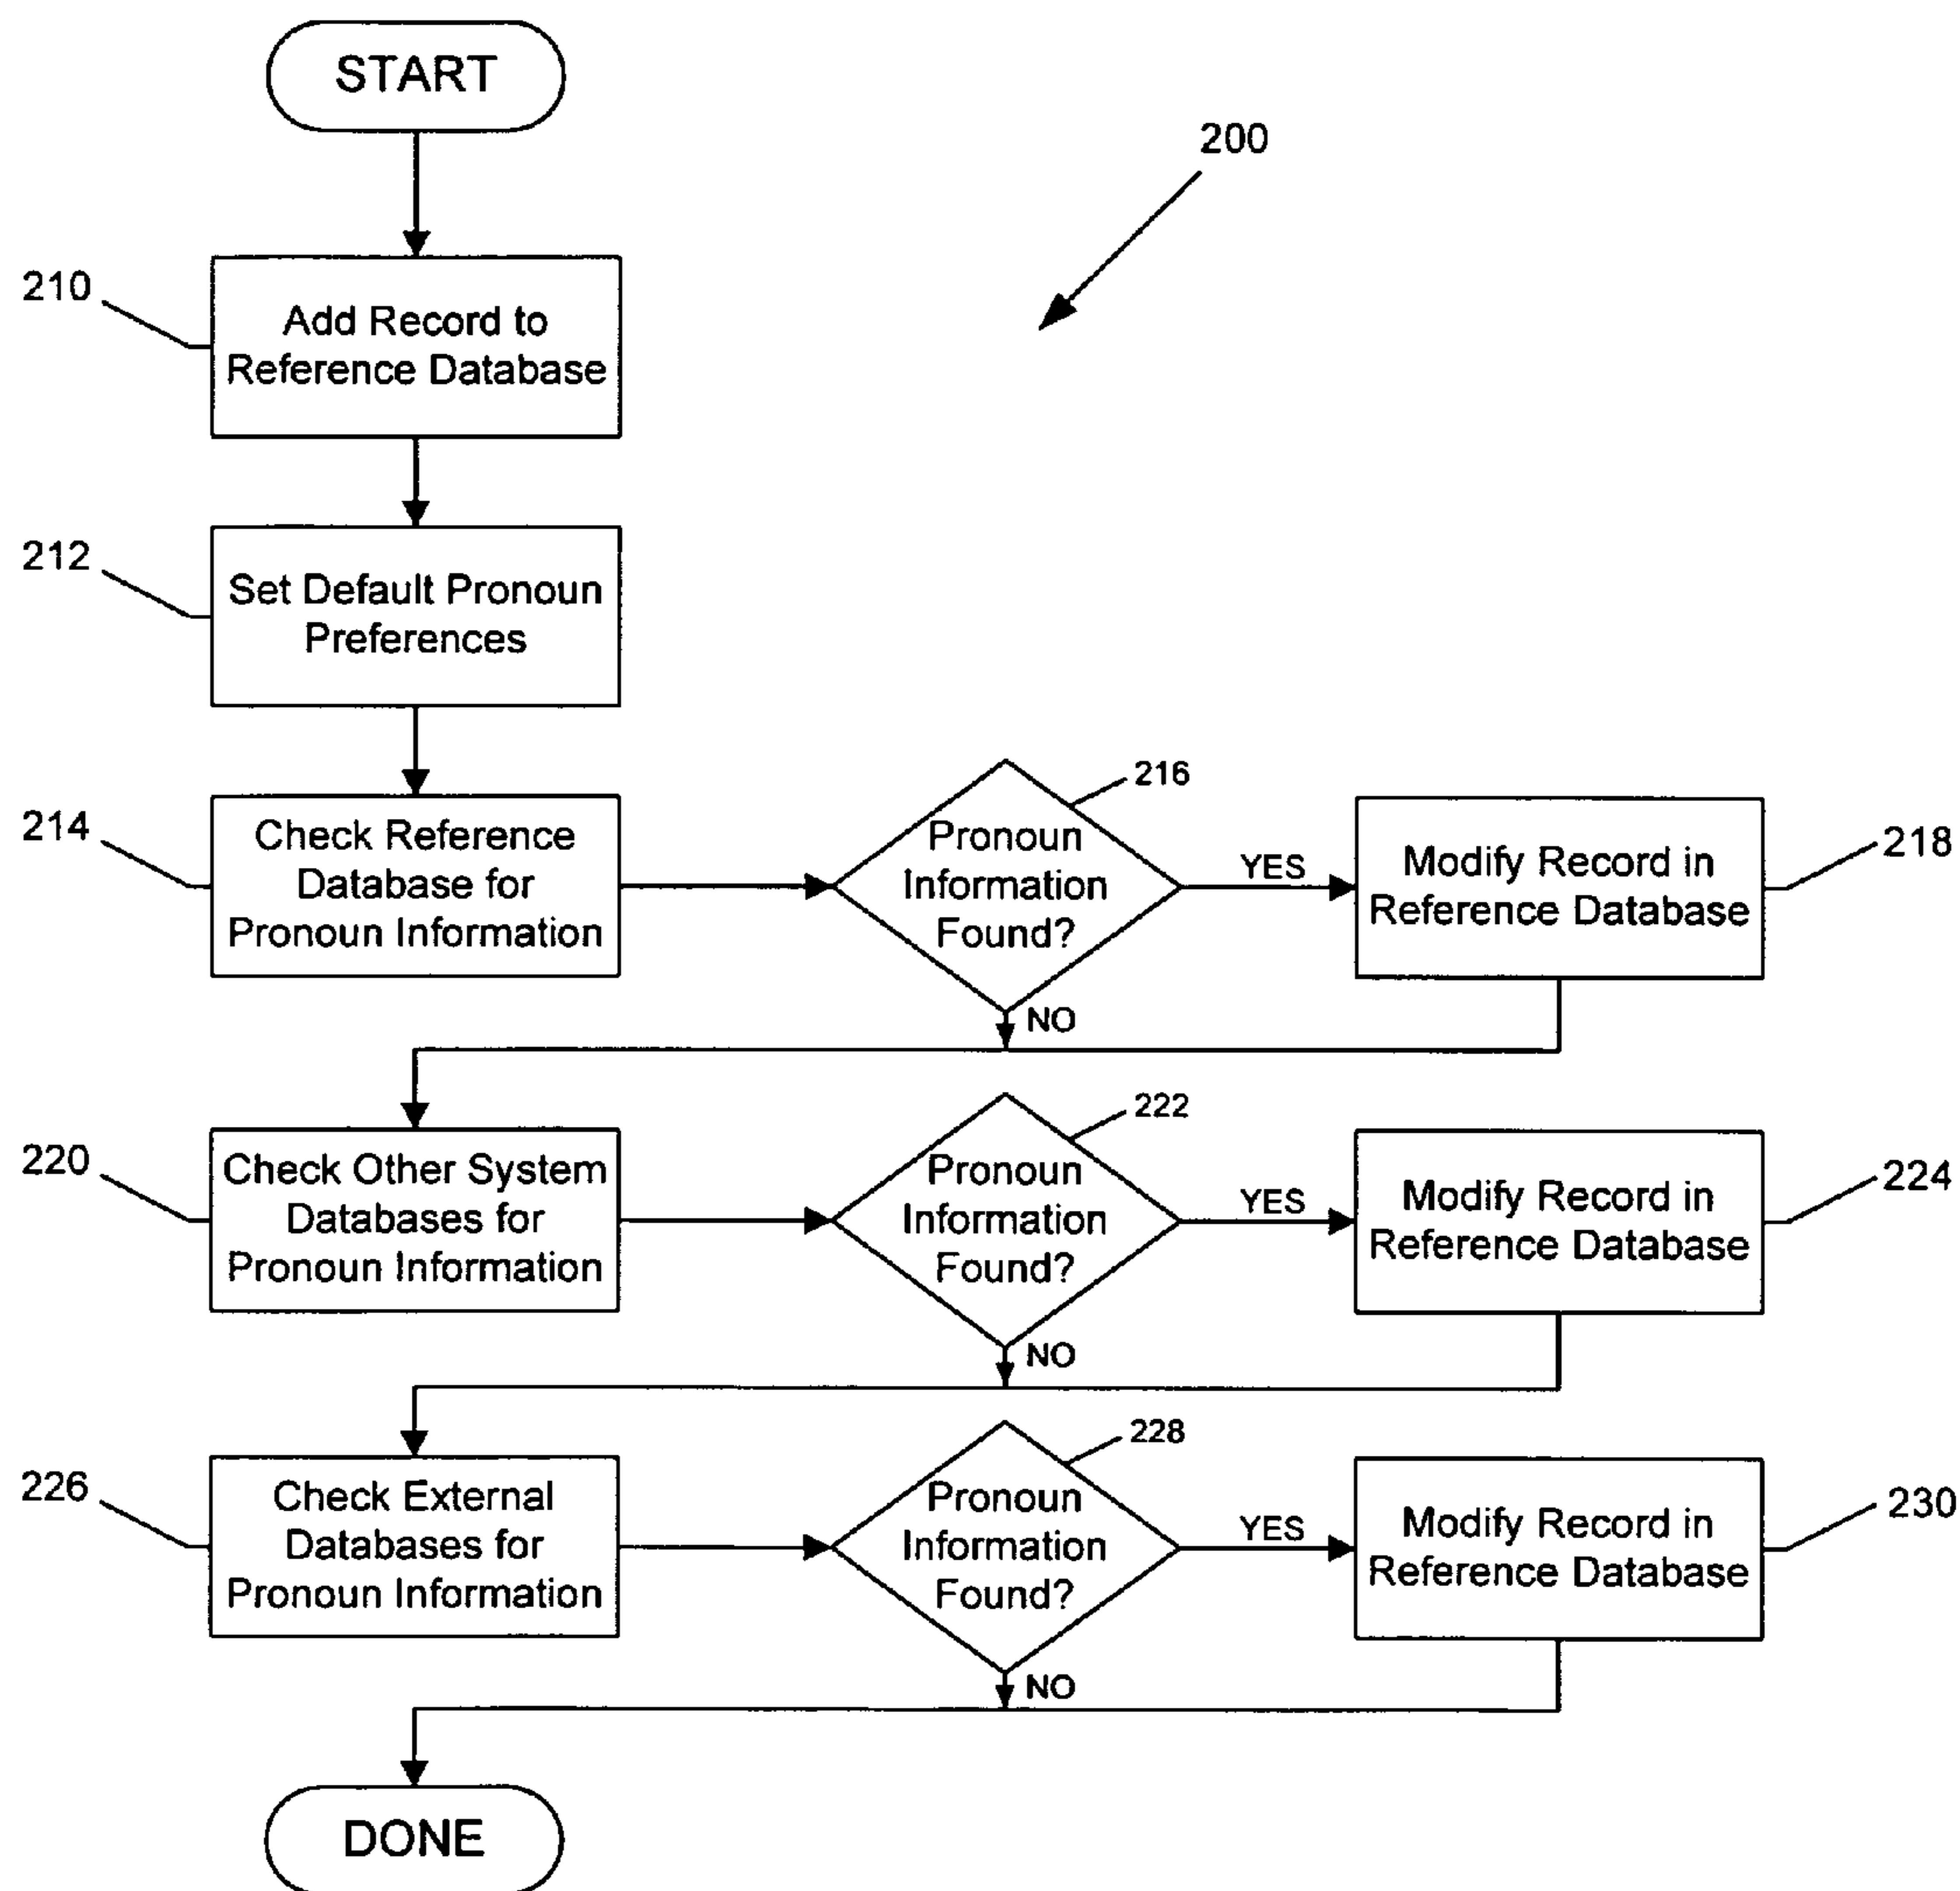 START
200
210
Add Record to
Reference Database
212
Set Default Pronoun
Preferences
214
Check Reference
Database for
Pronoun Information
216
Pronoun
Information
Found?
YES
NO
Modify Record in
Reference Database
218
220
Check Other System
Databases for
Pronoun Information
222
Pronoun
Information
Found?
YES
NO
Modify Record in
Reference Database
224
226
Check External
Databases for
Pronoun Information
228
Pronoun
Information
Found?
YES
NO
Modify Record in
Reference Database
230
DONE